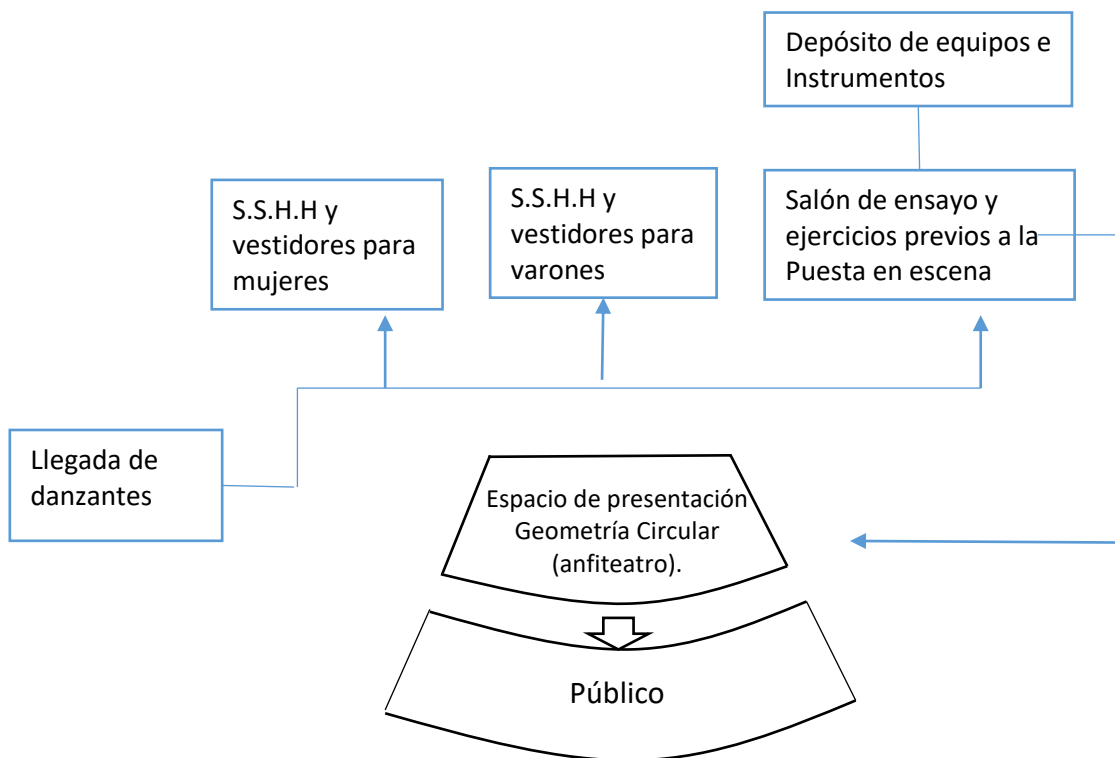 Depósito de equipos e
Instrumentos
S.S.H.H y
vestidores para
mujeres
S.S.H.H y
vestidores para
varones
Salón de ensayo y
ejercicios previos a la
Puesta en escena
Llegada de
danzantes
Espacio de presentación
Geometría Circular
(anfiteatro).
Público